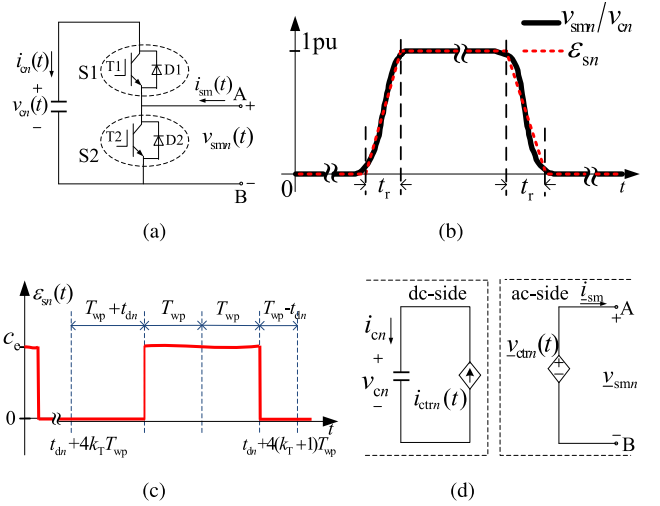 i_cn(t)
S1
T1
D1
i_sm(t)
A
+
+
v_cn(t)
−
T2
D2
S2
v_smn(t)
−
B
(a)
v_smn/v_cn
ε_sn
1pu
0
t_r
t_r
t
(b)
ε_sn(t)
T_wp+t_dn
T_wp
T_wp
T_wp-t_dn
c_e
0
t
t_dn+4k_T T_wp
t_dn+4(k_T+1)T_wp
(c)
dc-side
ac-side
i_sm
A
+
i_cn
+
v_cn
−
i_ctrn(t)
v_ctrn(t)
+
−
v_smn
−
B
(d)